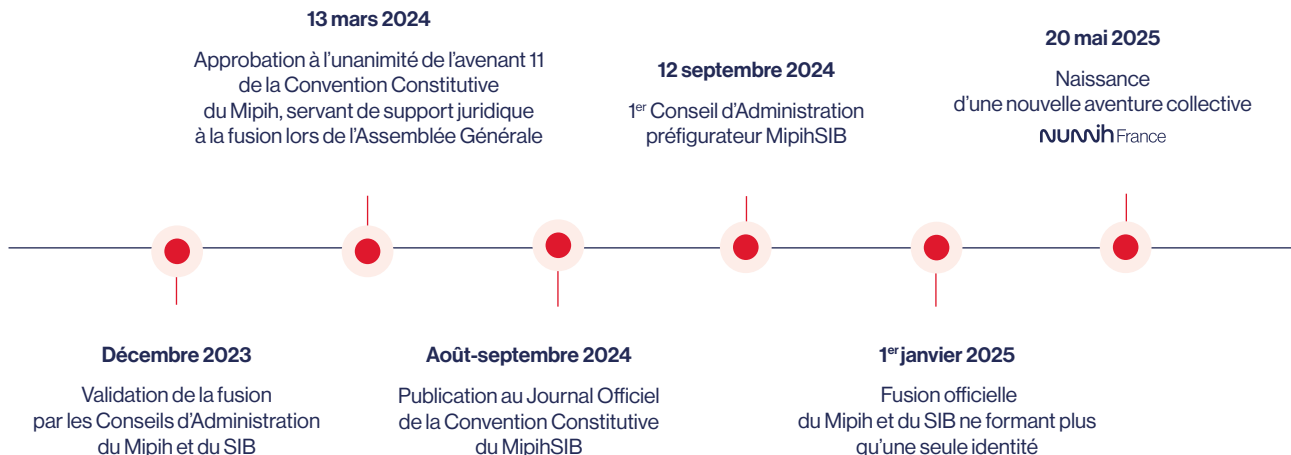 13 mars 2024
Approbation à l’unanimité de l’avenant 11
de la Convention Constitutive
du Mipih, servant de support juridique
à la fusion lors de l’Assemblée Générale
12 septembre 2024
1er Conseil d’Administration
préfigurateur MipihSIB
20 mai 2025
Naissance
d’une nouvelle aventure collective
numih France
Décembre 2023
Validation de la fusion
par les Conseils d’Administration
du Mipih et du SIB
Août-septembre 2024
Publication au Journal Officiel
de la Convention Constitutive
du MipihSIB
1er janvier 2025
Fusion officielle
du Mipih et du SIB ne formant plus
qu’une seule identité